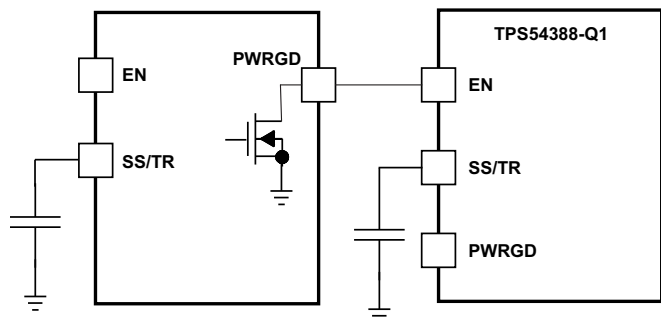 PWRGD
EN
SS/TR
TPS54388-Q1
EN
SS/TR
PWRGD